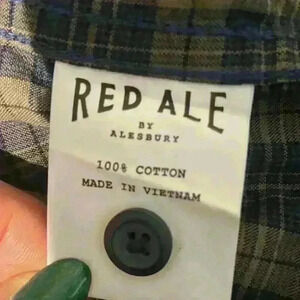 RED ALE
BY
ALESBURY
100% COTTON
MADE IN VIETNAM